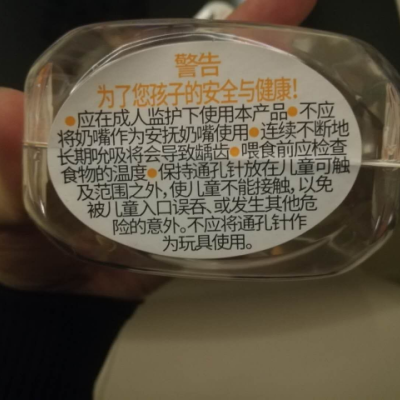 警告
为了您孩子的安全与健康!
●应在成人监护下使用本产品●不应
将奶嘴作为安抚奶嘴使用●连续不断地
长期吮吸将会导致龋齿●喂食前应检查
食物的温度●保持通孔针放在儿童可触
及范围之外,使儿童不能接触,以免
被儿童入口误吞、或发生其他危
险的意外。不应将通孔针作
为玩具使用。